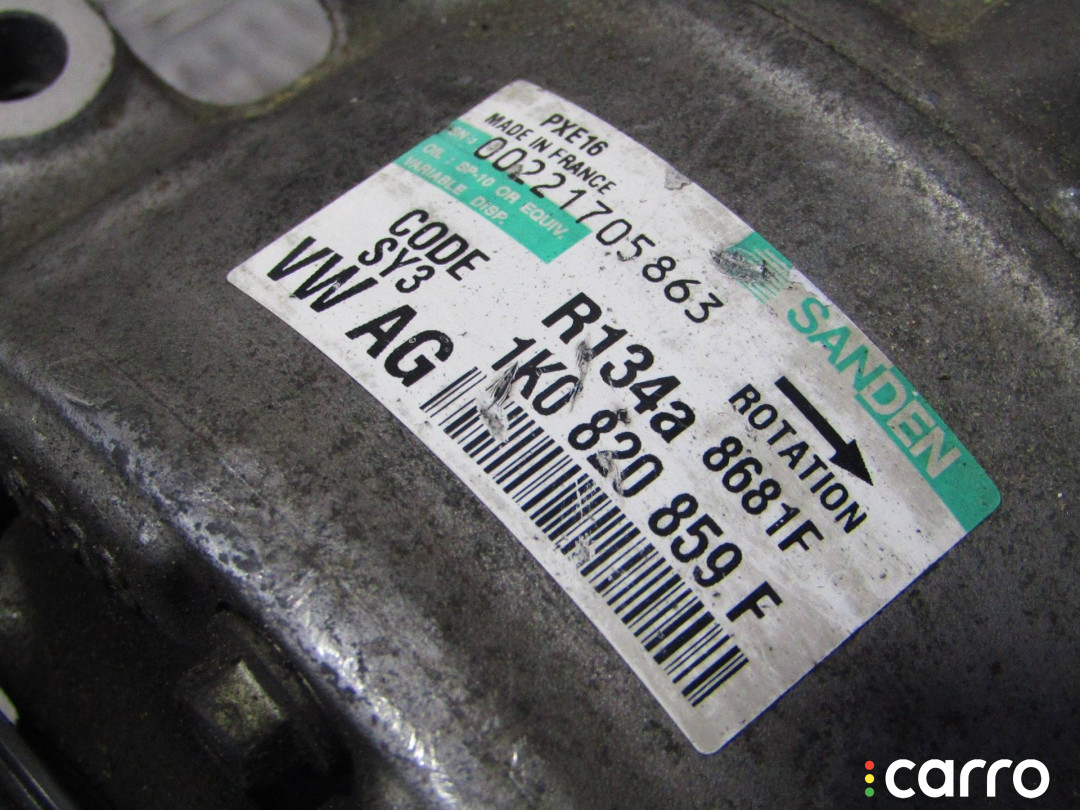 PXE16
MADE IN FRANCE
SN: 00221705863
OIL : SP-10 OR EQUIV.
VARIABLE DISP.
SANDEN
CODE
SY3
ROTATION
R134a 8681F
VW AG
1K0 820 859 F
carro